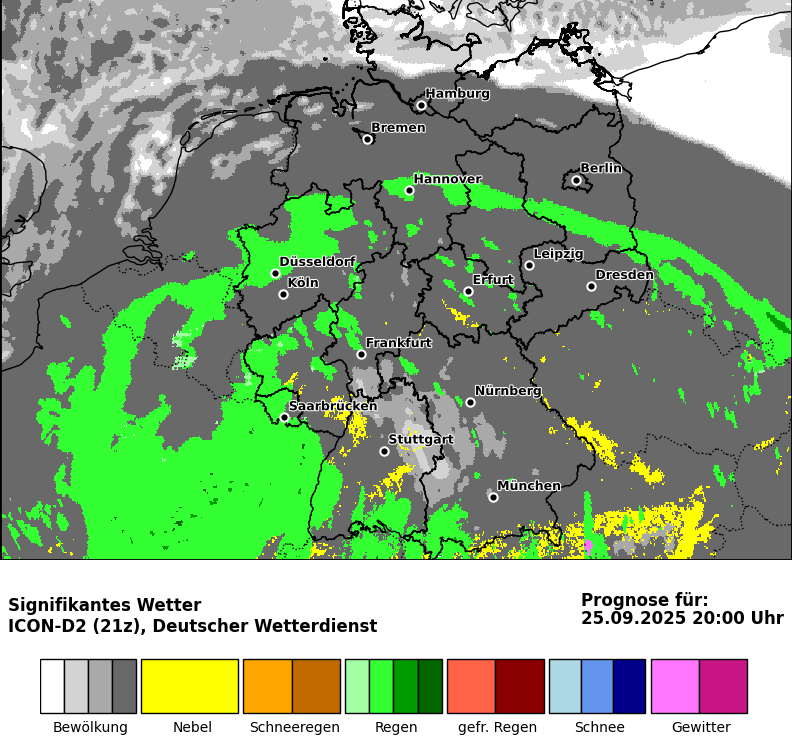 Hamburg
Bremen
Berlin
Hannover
Düsseldorf
Leipzig
Köln
Erfurt
Dresden
Frankfurt
Nürnberg
Saarbrücken
Stuttgart
München
Signifikantes Wetter
ICON-D2 (21z), Deutscher Wetterdienst
Prognose für:
25.09.2025 20:00 Uhr
Bewölkung
Nebel
Schneeregen
Regen
gefr. Regen
Schnee
Gewitter